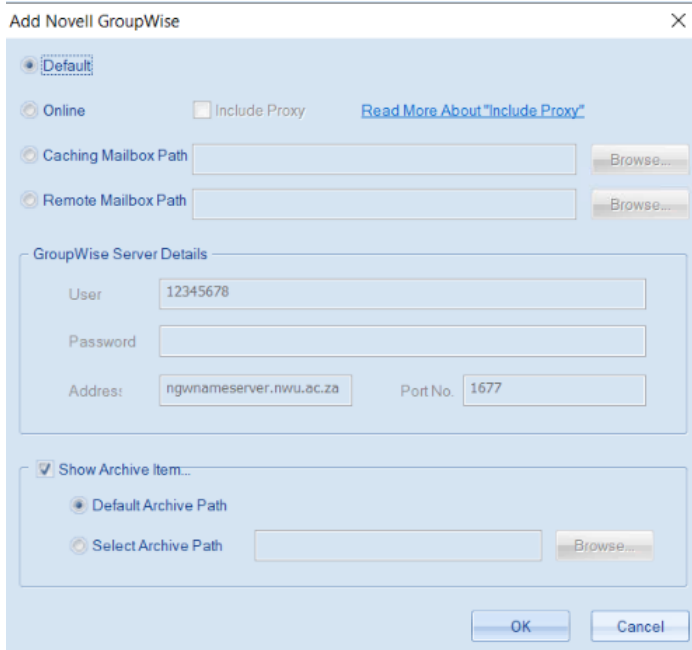 Add Novell GroupWise
Default
Online Include Proxy Read More About "Include Proxy"
Caching Mailbox Path Browse...
Remote Mailbox Path Browse...
GroupWise Server Details
User 12345678
Password
Addres: ngwnameserver.nwu.ac.za Port No. 1677
Show Archive Item...
Default Archive Path
Select Archive Path Browse...
OK Cancel